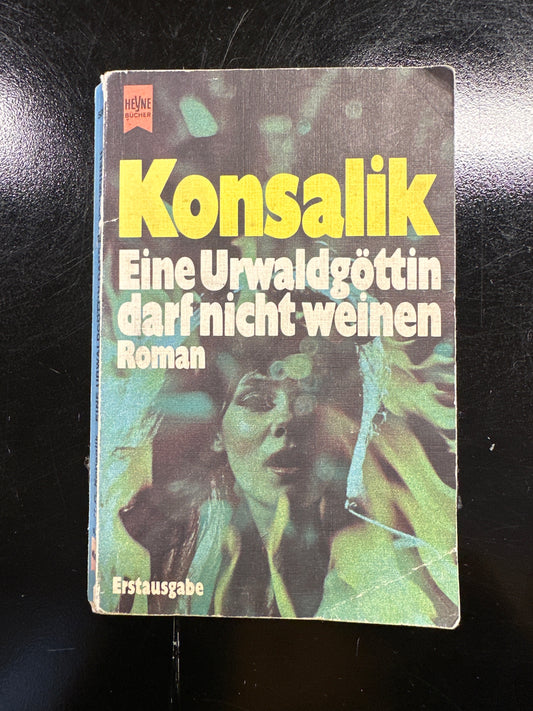 HEYNE
BÜCHER
Konsalik
Eine Urwaldgöttin
darf nicht weinen
Roman
Erstausgabe